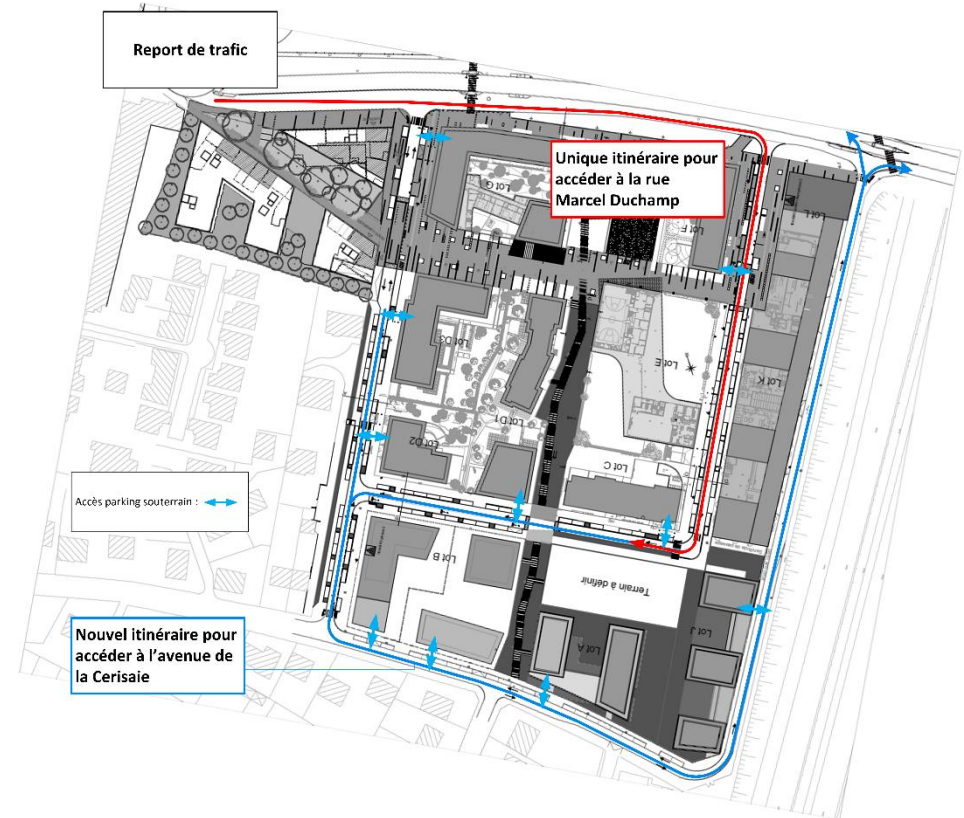 Report de trafic
Unique itinéraire pour
accéder à la rue
Marcel Duchamp
Lot G
Lot F
Lot L
Lot D3
Lot E
Lot K
Lot D1
Lot D2
Lot C
Accès parking souterrain :
Lot B
Terrain à définir
Lot A
Lot J
Nouvel itinéraire pour
accéder à l'avenue de
la Cerisaie